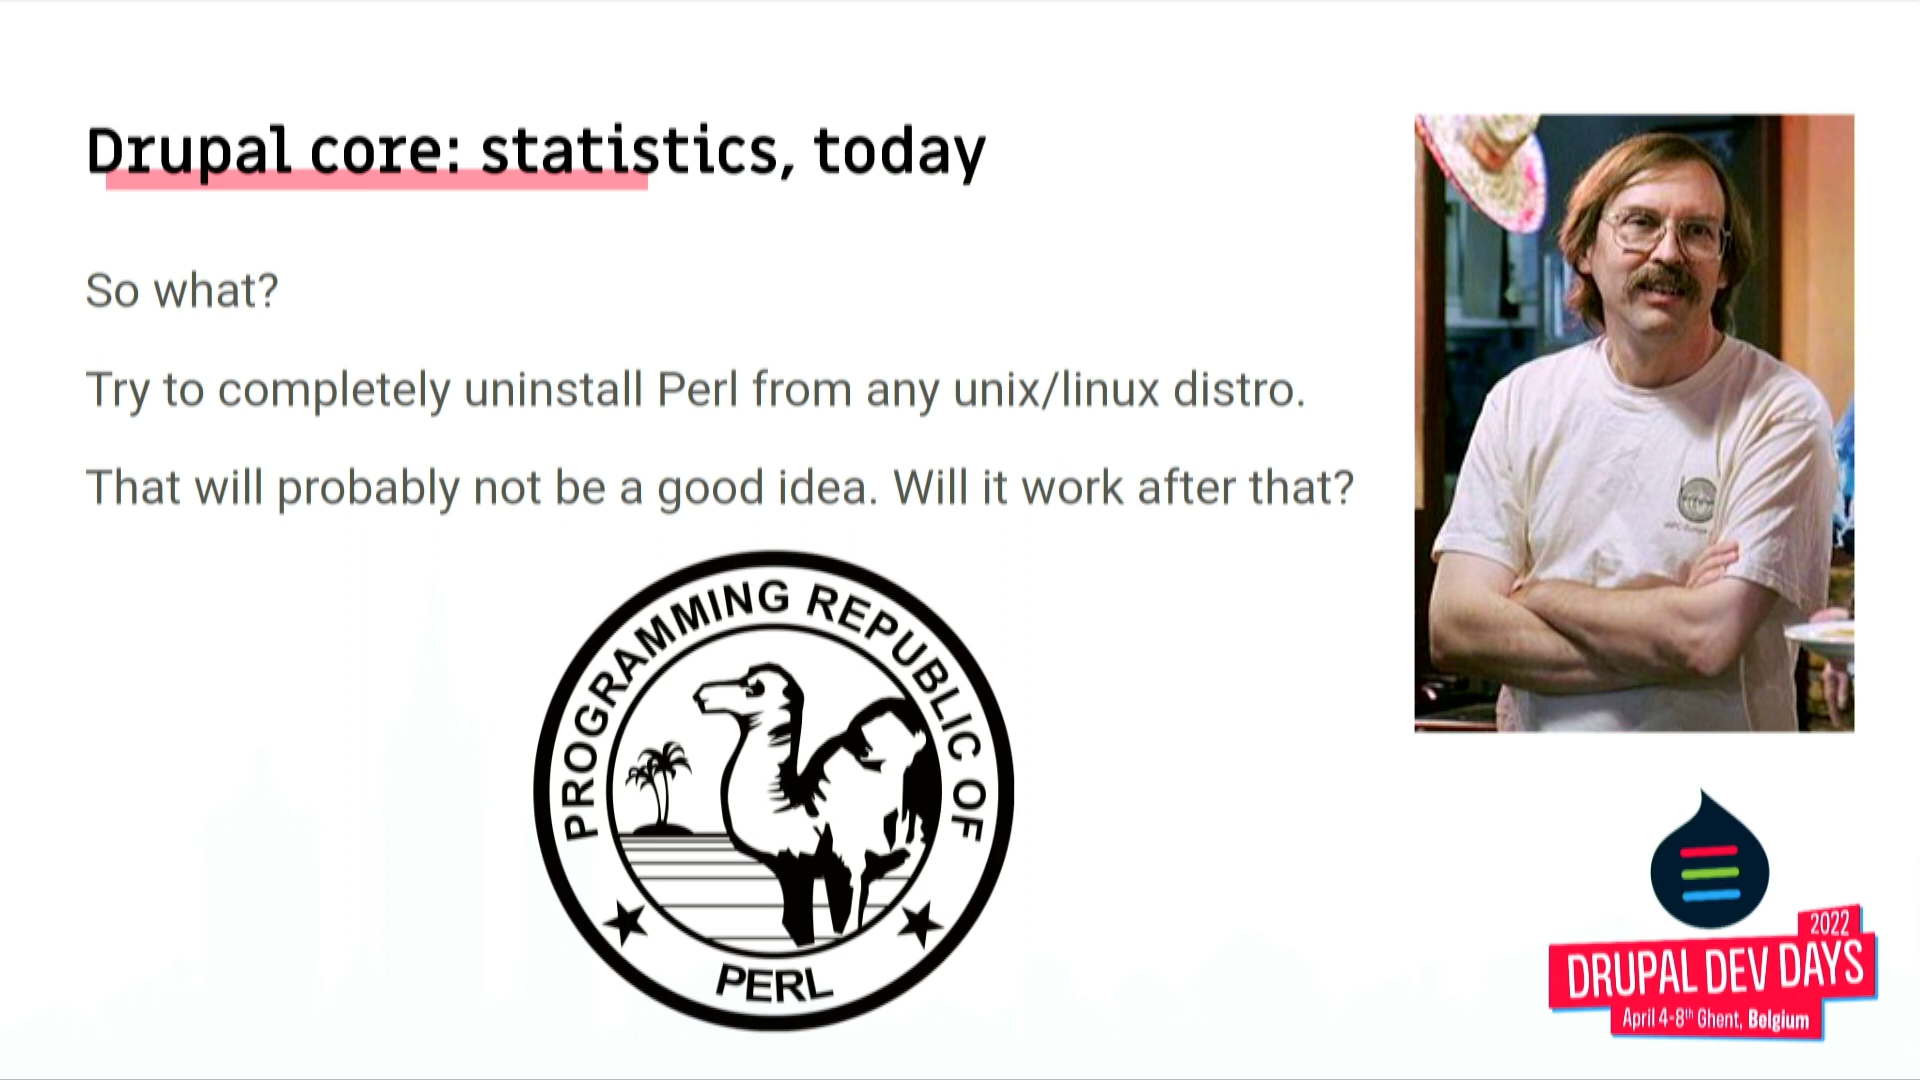 Drupal core: statistics, today
So what?
Try to completely uninstall Perl from any unix/linux distro.
That will probably not be a good idea. Will it work after that?
PROGRAMMING REPUBLIC OF
PERL
2022
DRUPAL DEV DAYS
April 4-8th Ghent, Belgium